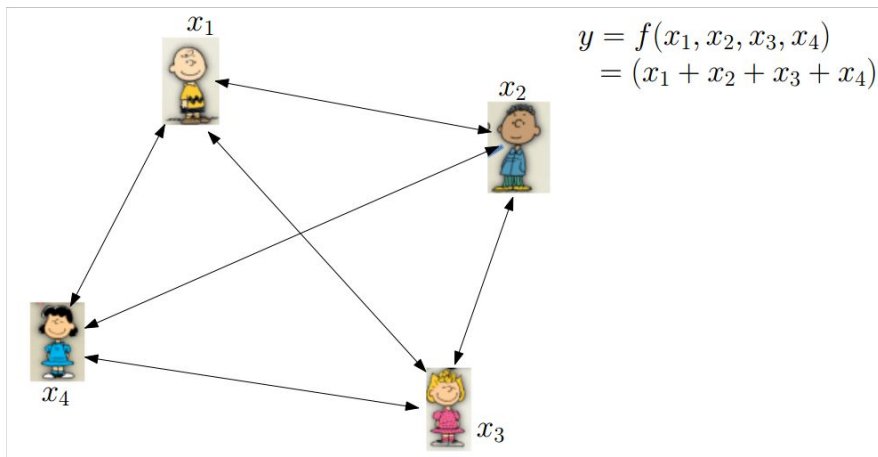 x₁
y = f(x₁, x₂, x₃, x₄)
= (x₁ + x₂ + x₃ + x₄)
x₂
x₄
x₃